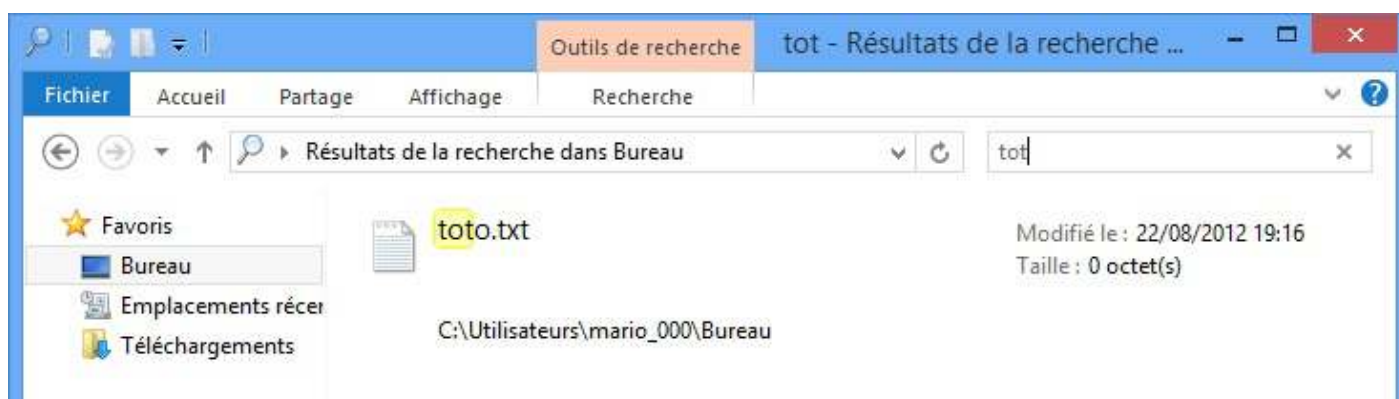 Outils de recherche
tot - Résultats de la recherche ...
Fichier Accueil Partage Affichage Recherche
Résultats de la recherche dans Bureau
tot
Favoris
Bureau
Emplacements récer
Téléchargements
toto.txt
C:\Utilisateurs\mario_000\Bureau
Modifié le : 22/08/2012 19:16
Taille : 0 octet(s)